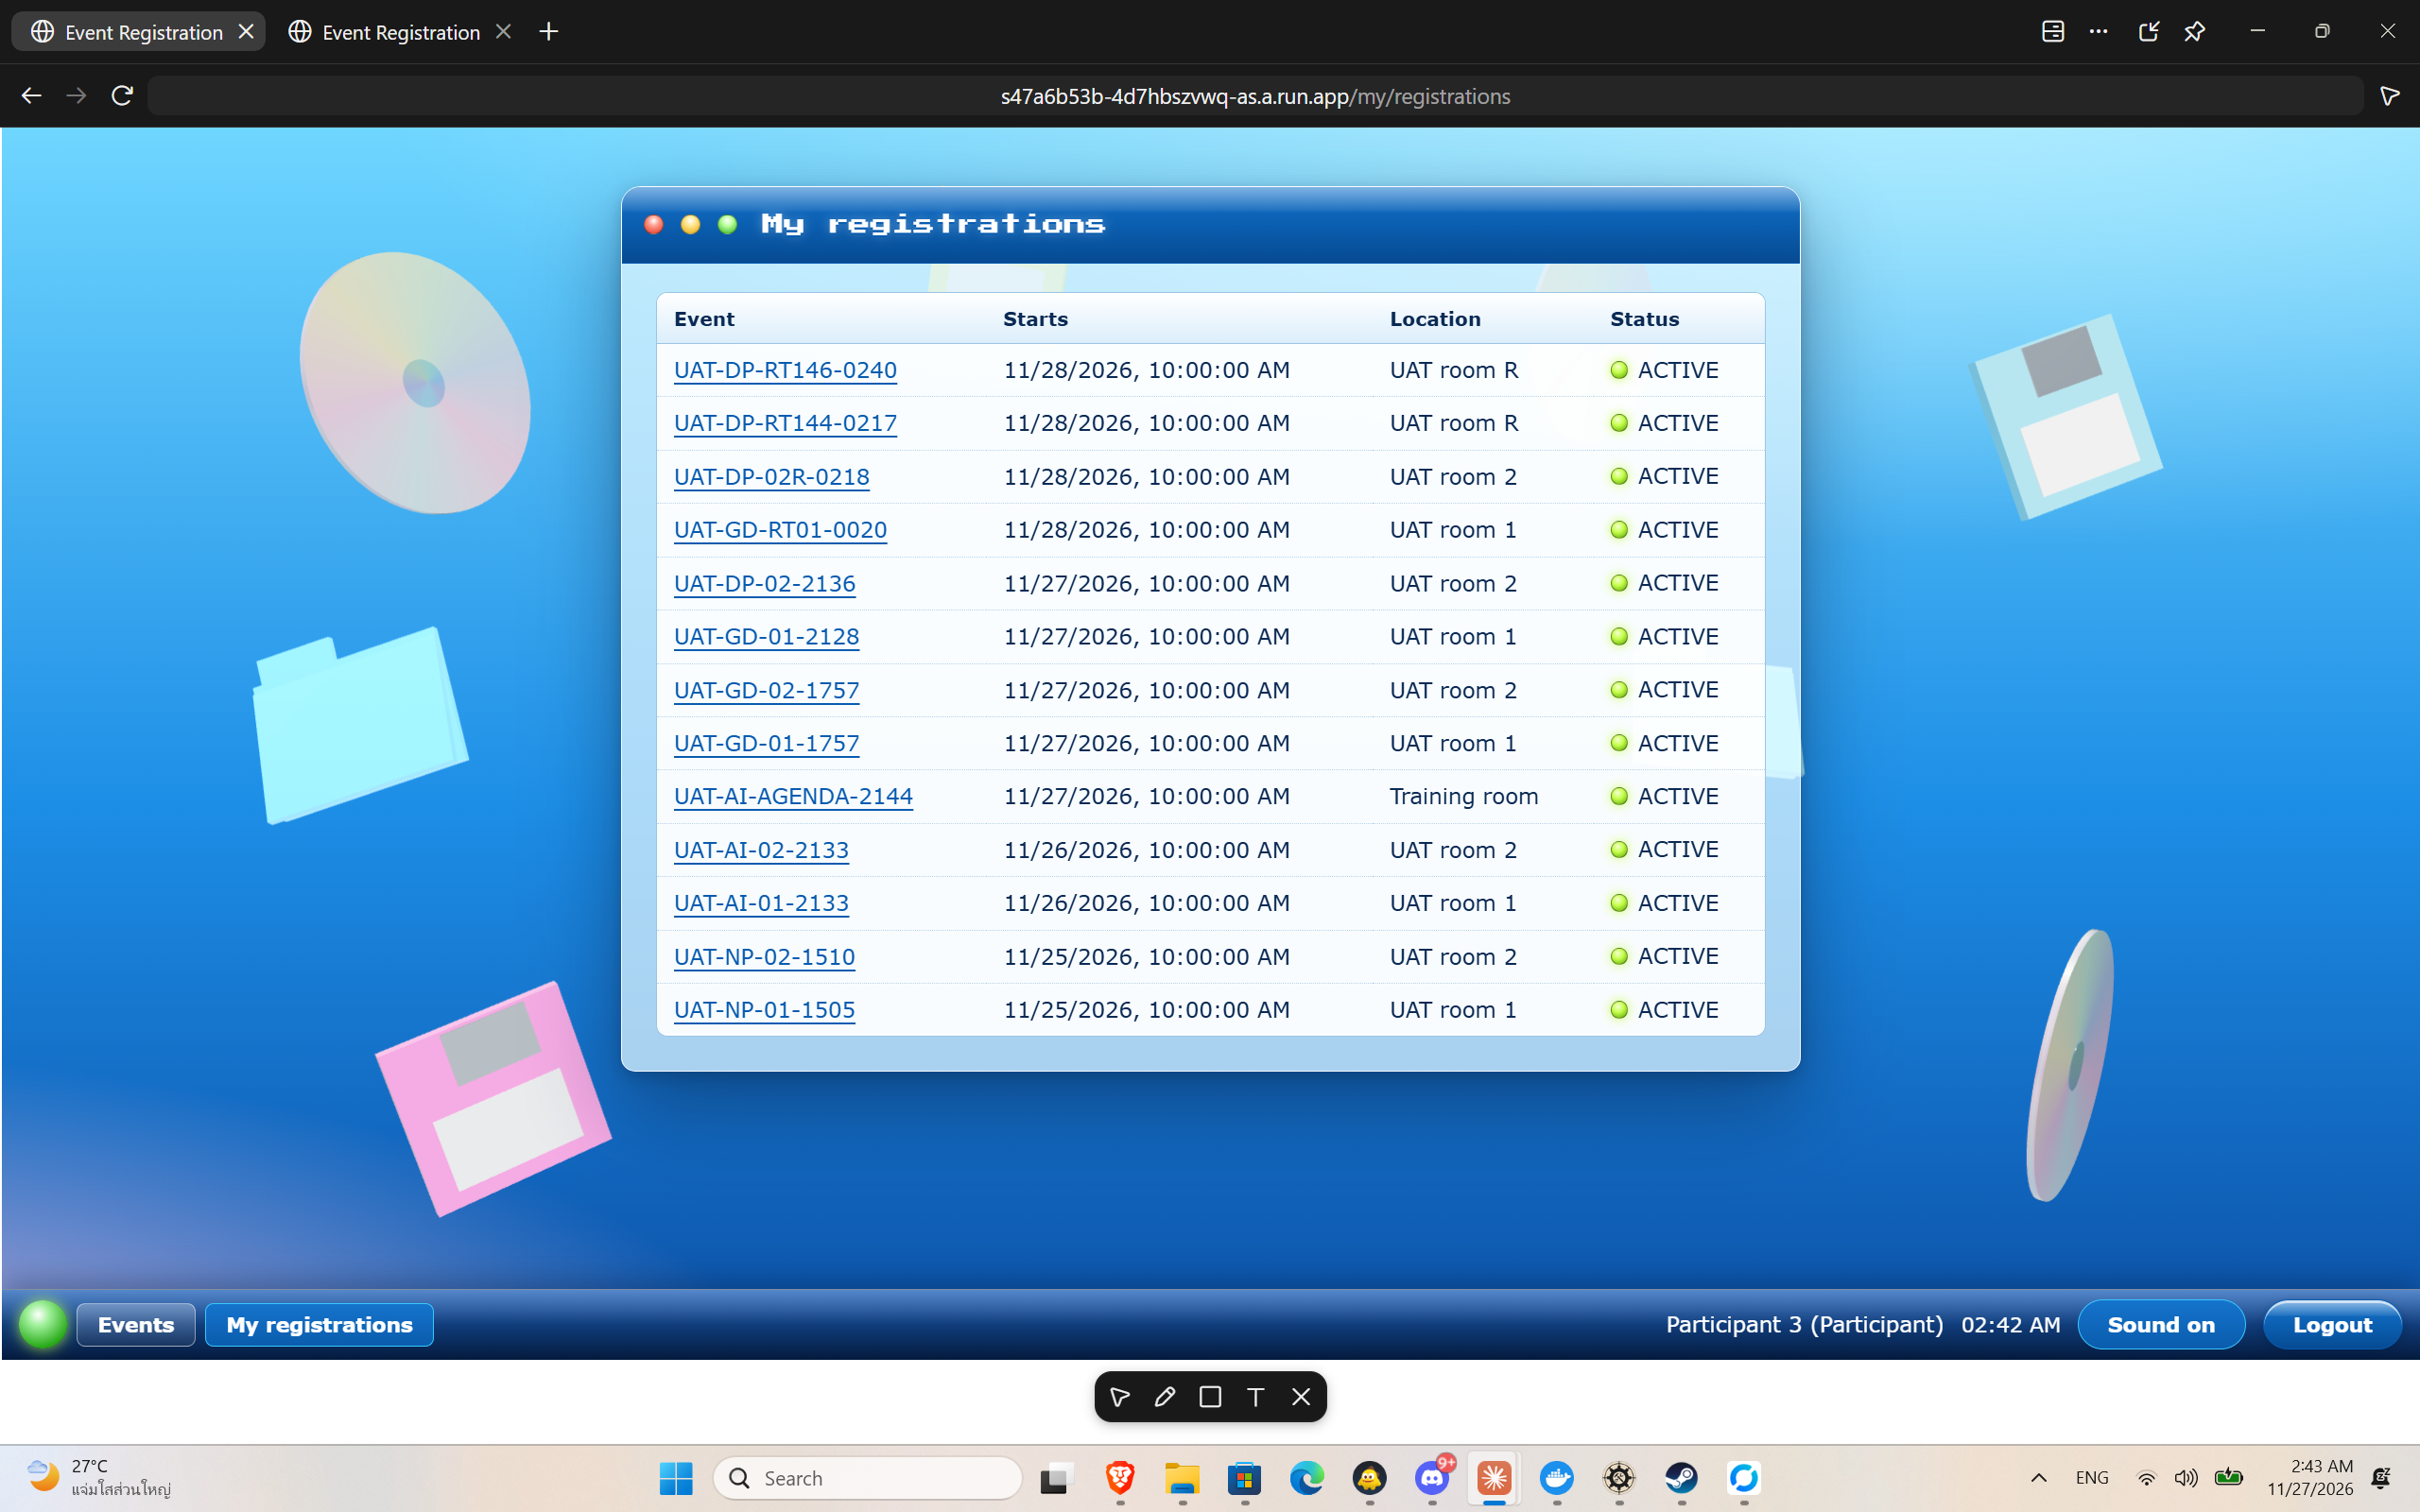 Event Registration
Event Registration
s47a6b53b-4d7hbszvwq-as.a.run.app/my/registrations
My registrations
Event Starts Location Status
UAT-DP-RT146-0240 11/28/2026, 10:00:00 AM UAT room R ACTIVE
UAT-DP-RT144-0217 11/28/2026, 10:00:00 AM UAT room R ACTIVE
UAT-DP-02R-0218 11/28/2026, 10:00:00 AM UAT room 2 ACTIVE
UAT-GD-RT01-0020 11/28/2026, 10:00:00 AM UAT room 1 ACTIVE
UAT-DP-02-2136 11/27/2026, 10:00:00 AM UAT room 2 ACTIVE
UAT-GD-01-2128 11/27/2026, 10:00:00 AM UAT room 1 ACTIVE
UAT-GD-02-1757 11/27/2026, 10:00:00 AM UAT room 2 ACTIVE
UAT-GD-01-1757 11/27/2026, 10:00:00 AM UAT room 1 ACTIVE
UAT-AI-AGENDA-2144 11/27/2026, 10:00:00 AM Training room ACTIVE
UAT-AI-02-2133 11/26/2026, 10:00:00 AM UAT room 2 ACTIVE
UAT-AI-01-2133 11/26/2026, 10:00:00 AM UAT room 1 ACTIVE
UAT-NP-02-1510 11/25/2026, 10:00:00 AM UAT room 2 ACTIVE
UAT-NP-01-1505 11/25/2026, 10:00:00 AM UAT room 1 ACTIVE
Events My registrations Participant 3 (Participant) 02:42 AM Sound on Logout
27°C
แจ่มใสส่วนใหญ่
Search
9+
ENG
2:43 AM
11/27/2026